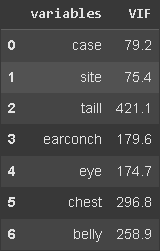 variables VIF
0 case 79.2
1 site 75.4
2 taill 421.1
3 earconch 179.6
4 eye 174.7
5 chest 296.8
6 belly 258.9